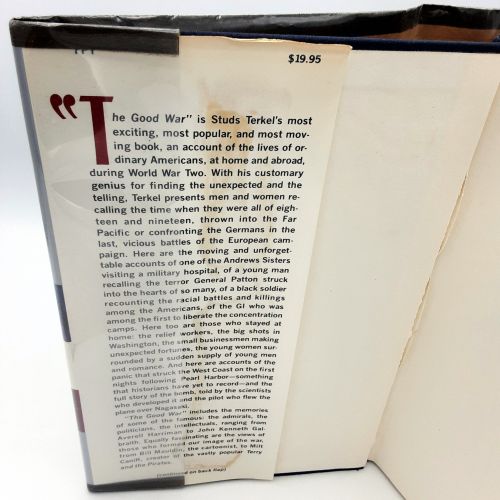 $19.95
“The Good War” is Studs Terkel's most
exciting, most popular, and most mov-
ing book, an account of the lives of or-
dinary Americans, at home and abroad,
during World War Two. With his customary
genius for finding the unexpected and the
telling, Terkel presents men and women re-
calling the time when they were all of eigh-
teen and nineteen, thrown into the Far
Pacific or confronting the Germans in the
last, vicious battles of the European cam-
paign. Here are the moving and unforget-
table accounts of one of the Andrews Sisters
visiting a military hospital, of a young man
recalling the terror General Patton struck
into the hearts of so many, of a black soldier
recounting the racial battles and killings
among the Americans, of the GI who was
among the first to liberate the concentration
camps. Here too are those who stayed at
home: the relief workers, the big shots in
Washington, the small businessmen making
unexpected fortunes, the young women sur-
rounded by a sudden supply of young men
and romance. And here are accounts of the
panic that struck the West Coast on the first
nights following Pearl Harbor—something
that historians have yet to record—and the
full story of the bomb, told by the scientists
who developed it and the pilot who flew the
plane over Nagasaki.
“The Good War” includes the memories
of some of the famous: the admirals, the
politicians, the intellectuals, ranging from
Averell Harriman to John Kenneth Gal-
braith. Equally fascinating are the views of
those who formed our image of the war,
from Bill Mauldin, the cartoonist, to Milt
Caniff, creator of the vastly popular Terry
and the Pirates.
(continued on back flap)